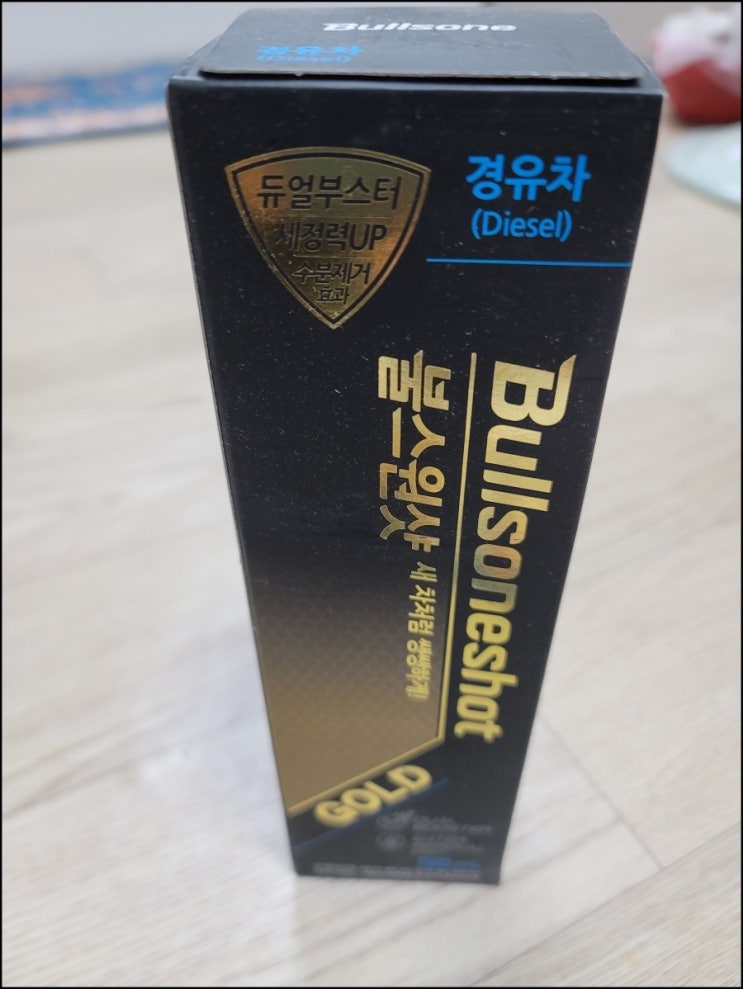 Bullsone
경유차
(Diesel)
듀얼부스터
세정력UP
수분제거
효과
경유차
(Diesel)
Bullsoneshot
불스원샷 새 차처럼 쌩쌩하게!
GOLD
500